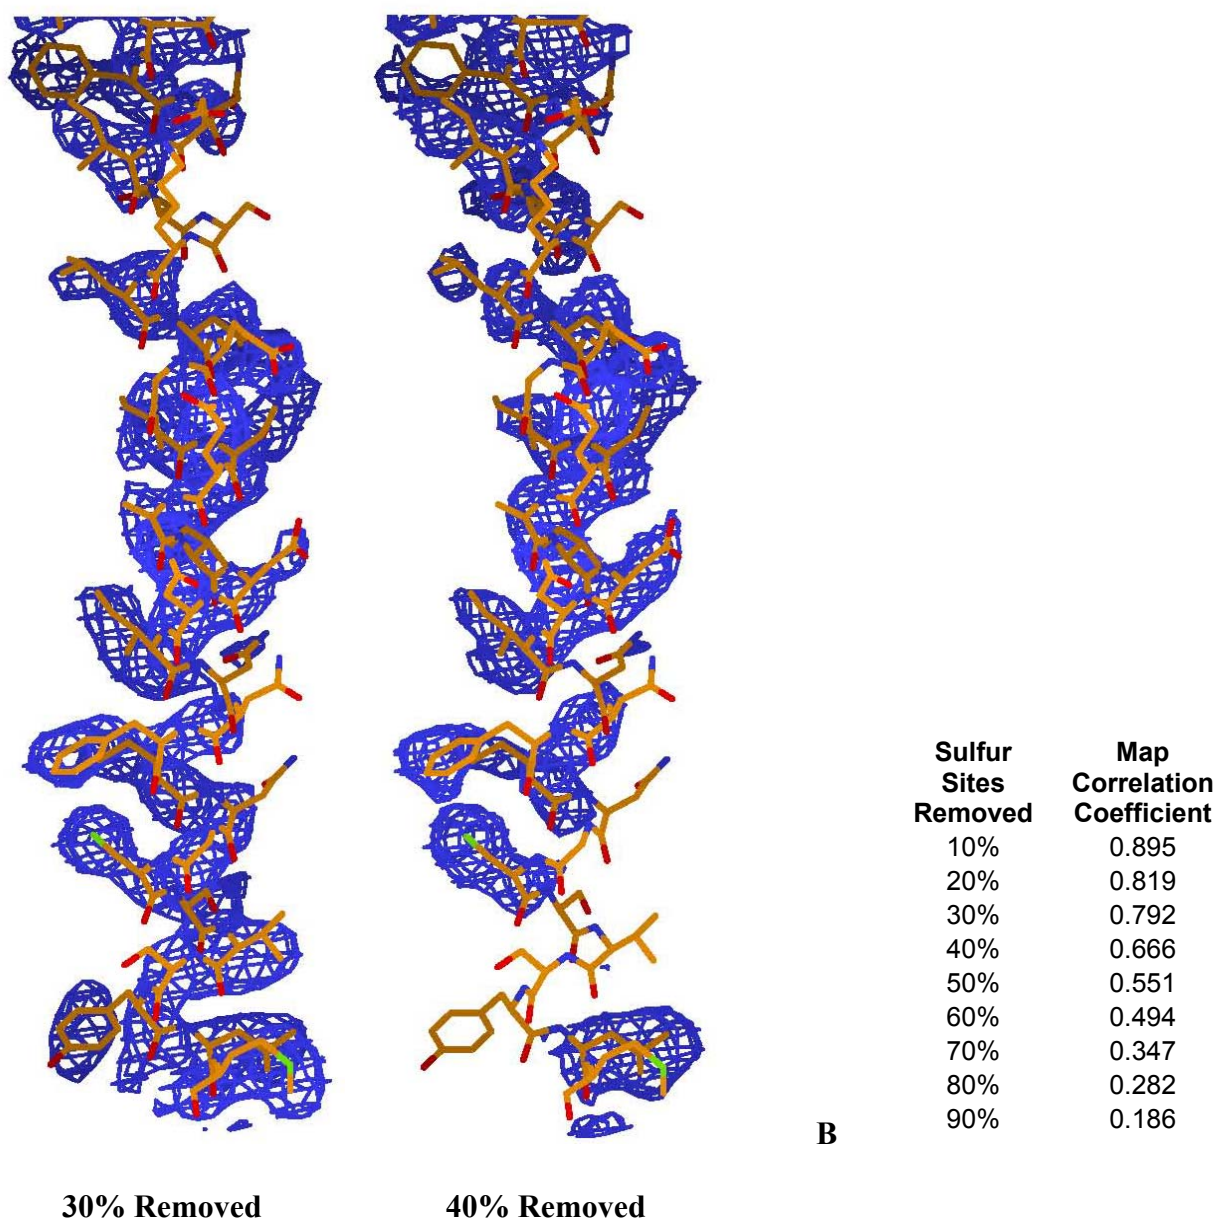 Sulfur Map
Sites Correlation
Removed Coefficient
10% 0.895
20% 0.819
30% 0.792
40% 0.666
50% 0.551
60% 0.494
70% 0.347
80% 0.282
90% 0.186
B
30% Removed 40% Removed